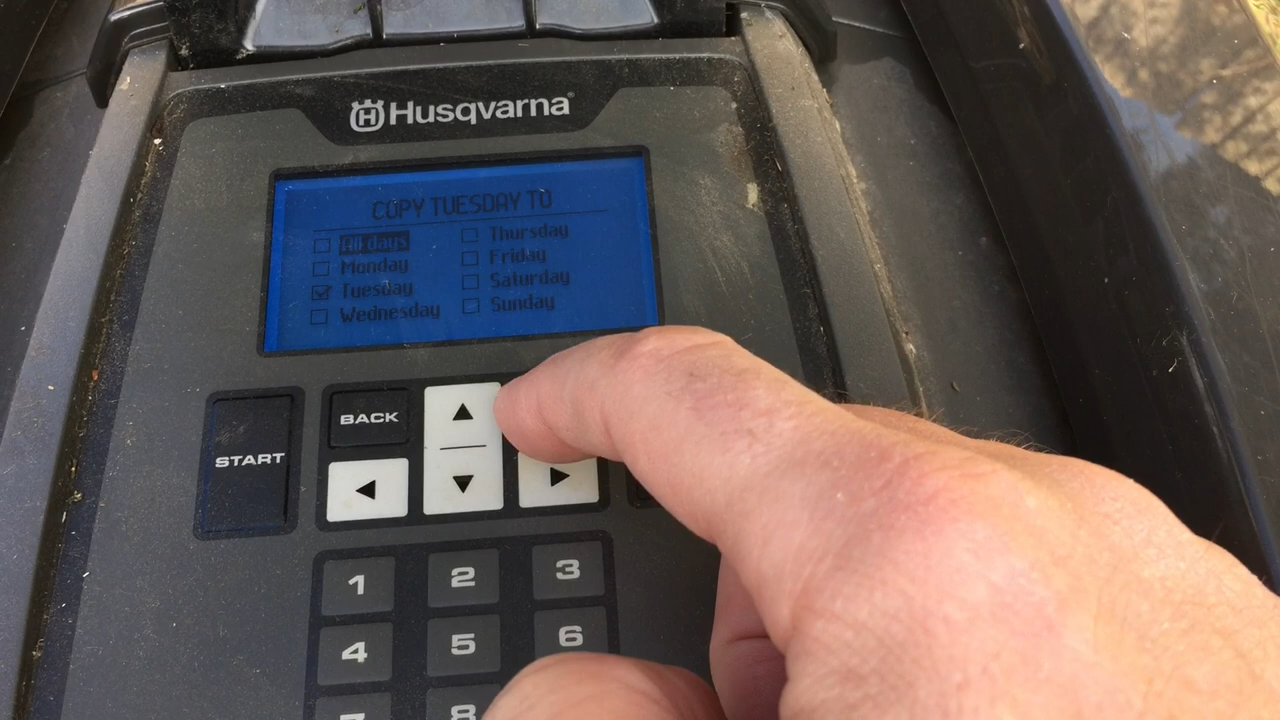 Husqvarna
COPY TUESDAY TO
All days
Monday
Tuesday
Wednesday
Thursday
Friday
Saturday
Sunday
START
BACK
1 2 3
4 5 6
7 8